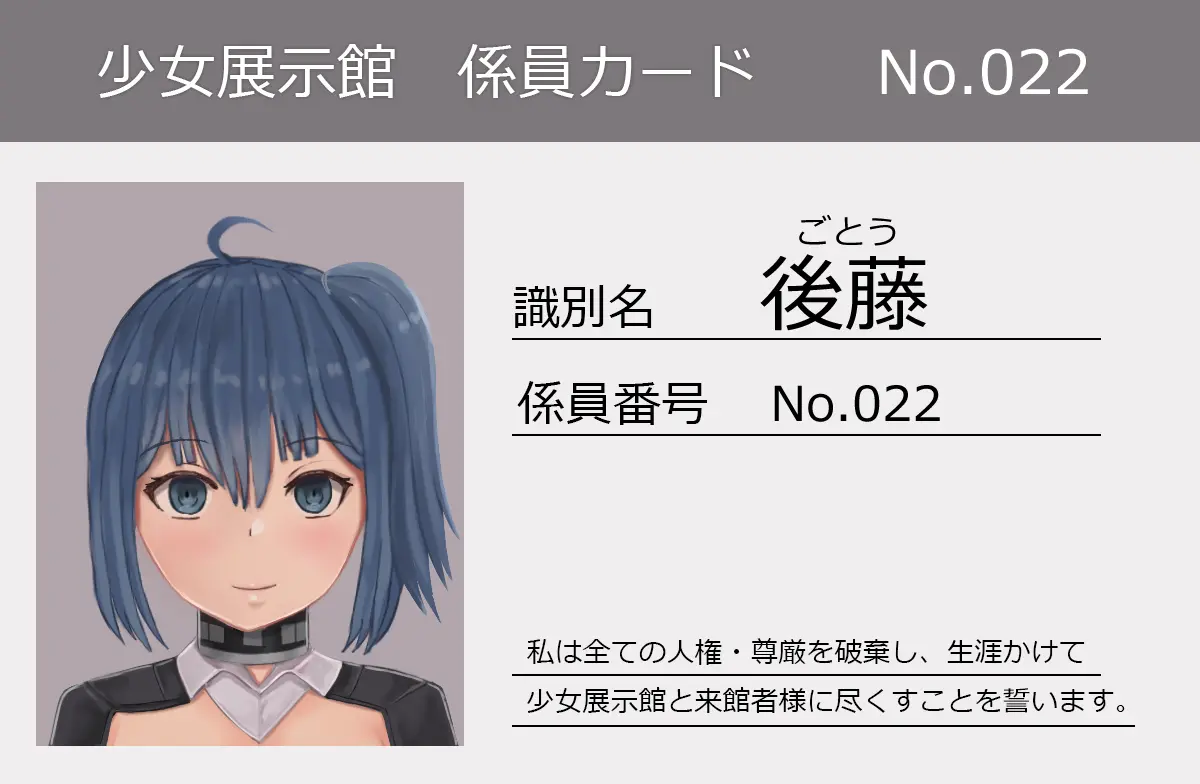 少女展示館　係員カード　No.022
ごとう
識別名　後藤
係員番号　No.022
私は全ての人権・尊厳を破棄し、生涯かけて
少女展示館と来館者様に尽くすことを誓います。